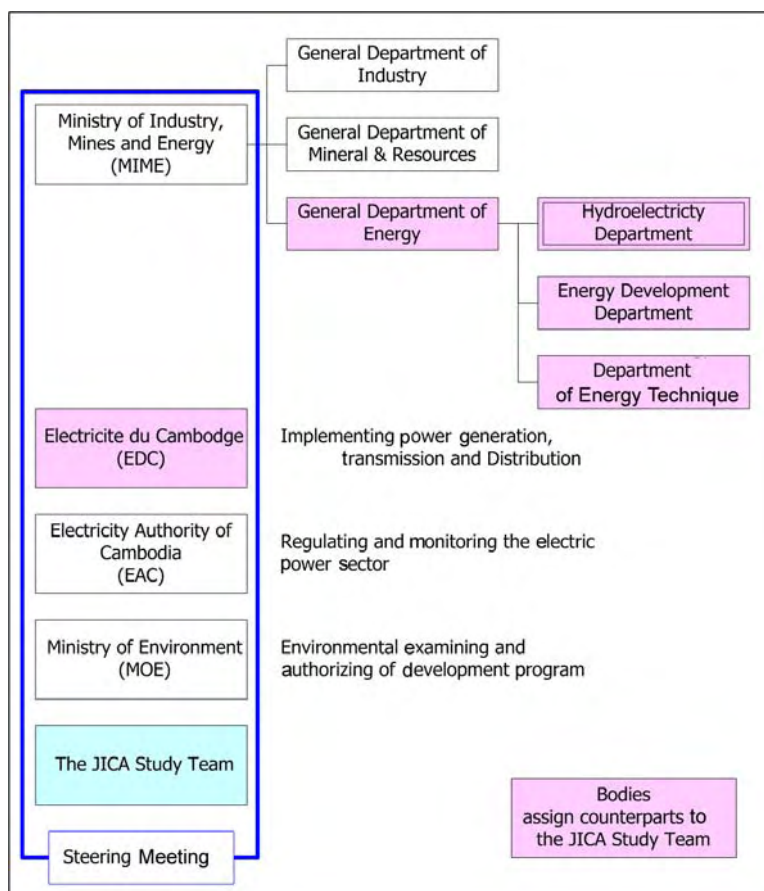 General Department of
Industry
Ministry of Industry,
Mines and Energy
(MIME)
General Department of
Mineral & Resources
General Department of
Energy
Hydroelectricty
Department
Energy Development
Department
Department
of Energy Technique
Electricite du Cambodge
(EDC)
Implementing power generation,
transmission and Distribution
Electricity Authority of
Cambodia
(EAC)
Regulating and monitoring the electric
power sector
Ministry of Environment
(MOE)
Environmental examining and
authorizing of development program
The JICA Study Team
Bodies
assign counterparts to
the JICA Study Team
Steering Meeting